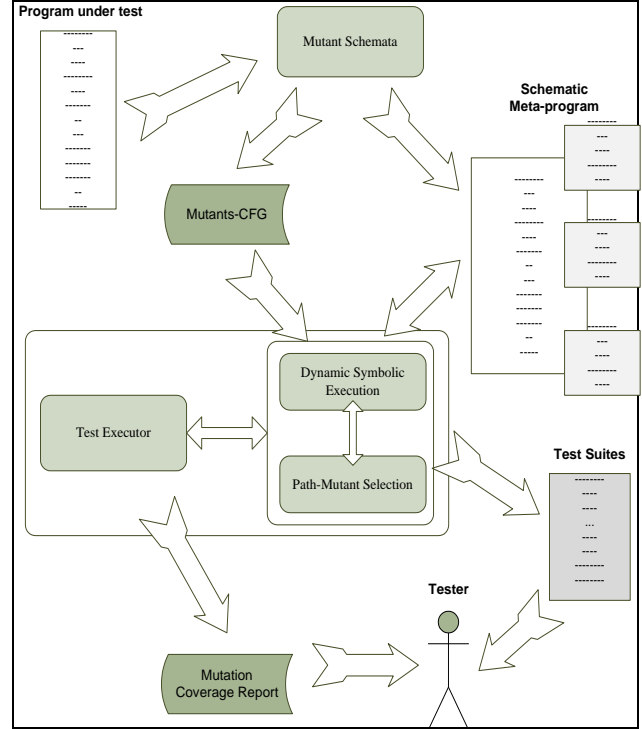 Program under test
Mutant Schemata
Schematic
Meta-program
Mutants-CFG
Dynamic Symbolic
Execution
Test Executor
Path-Mutant Selection
Test Suites
...
Tester
Mutation
Coverage Report